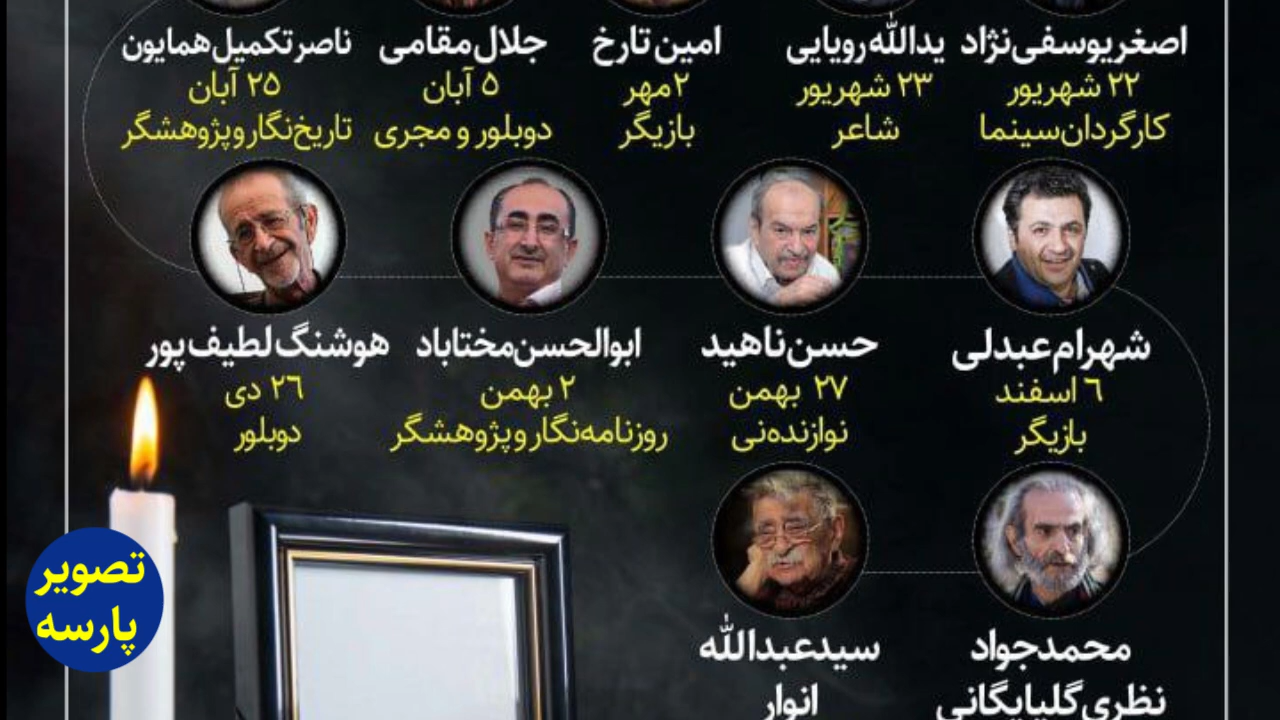 اصغر یوسفی‌نژاد
۲۲ شهریور
کارگردان سینما
یدالله رویایی
۲۳ شهریور
شاعر
امین تارخ
۲ مهر
بازیگر
جلال مقامی
۵ آبان
دوبلور و مجری
ناصر تکمیل همایون
۲۵ آبان
تاریخ‌نگار و پژوهشگر
شهرام عبدلی
۶ اسفند
بازیگر
حسن ناهید
۲۷ بهمن
نوازنده نی
ابوالحسن مختاباد
۲ بهمن
روزنامه‌نگار و پژوهشگر
هوشنگ لطیف‌پور
۲۶ دی
دوبلور
محمدجواد
نظری گلپایگانی
سیدعبدالله
انوار
تصویر
پارسه